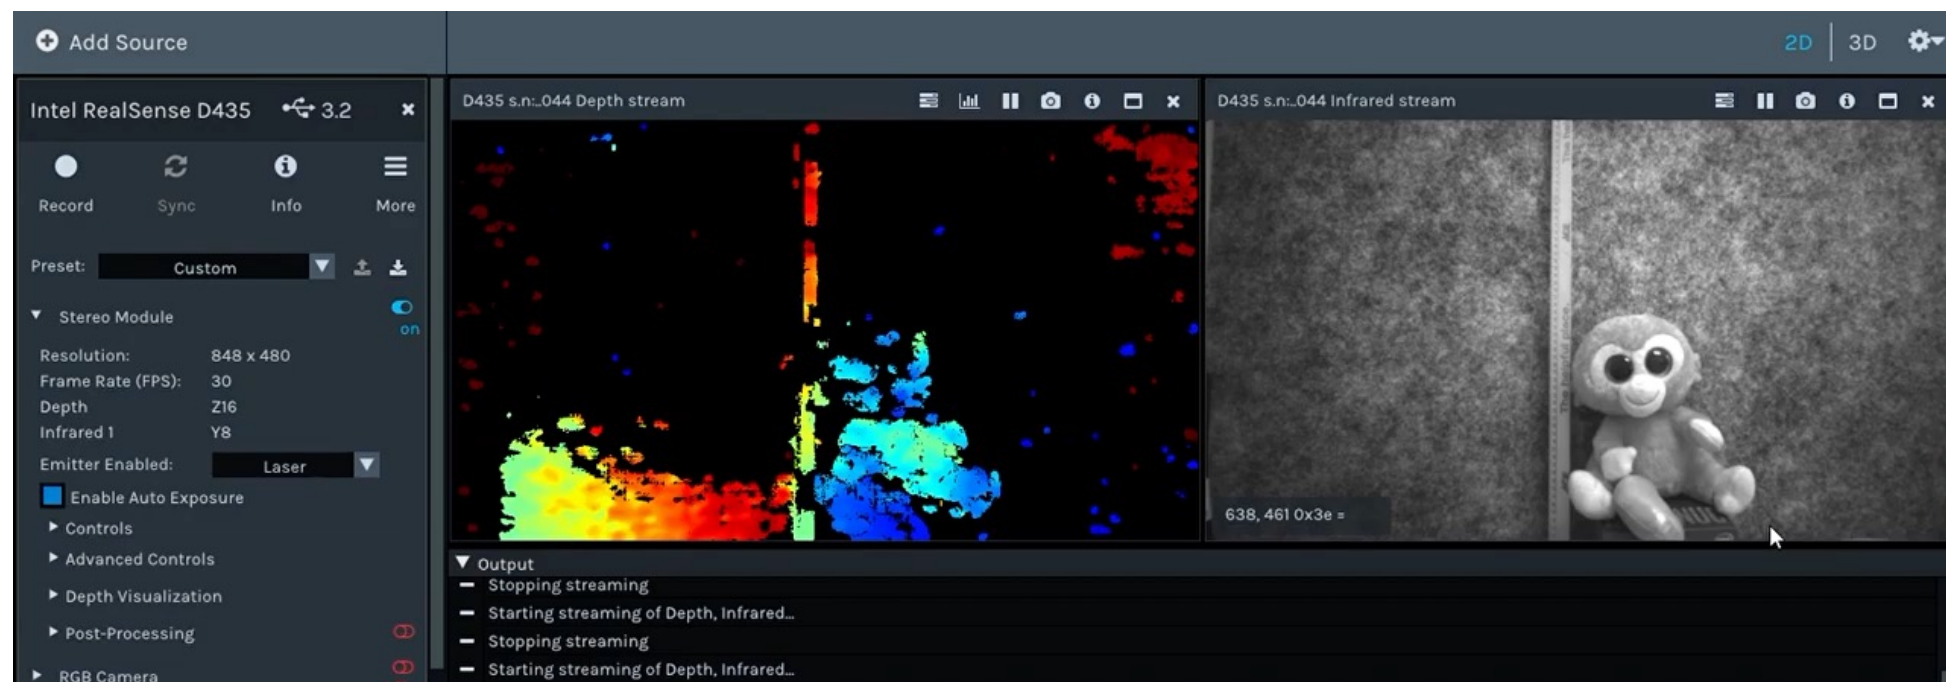 Add Source
2D 3D
Intel RealSense D435 3.2
Record Sync Info More
Preset: Custom
Stereo Module
on
Resolution: 848 x 480
Frame Rate (FPS): 30
Depth Z16
Infrared 1 Y8
Emitter Enabled: Laser
Enable Auto Exposure
Controls
Advanced Controls
Depth Visualization
Post-Processing
RGB Camera
D435 s.n:..044 Depth stream
D435 s.n:..044 Infrared stream
638, 461 0x3e =
Output
Stopping streaming
Starting streaming of Depth, Infrared...
Stopping streaming
Starting streaming of Depth, Infrared...